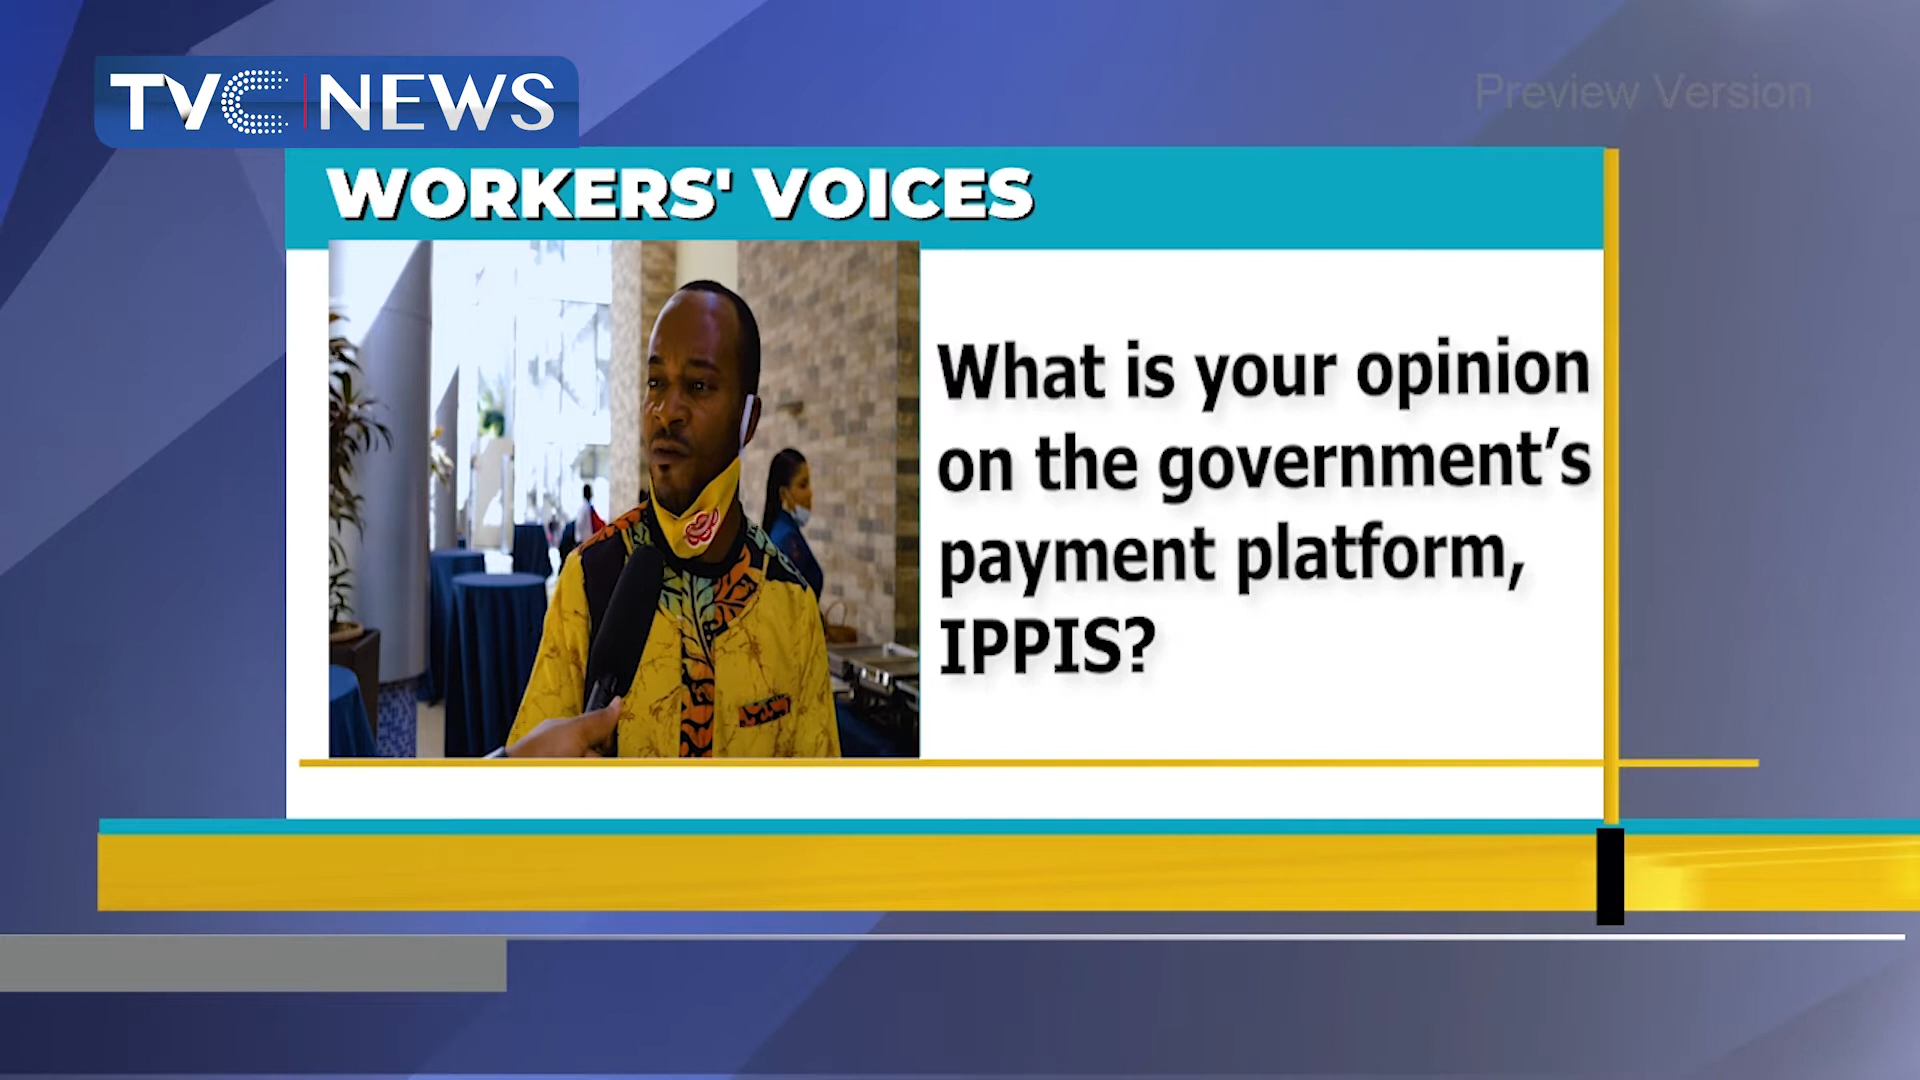 TVC NEWS
Preview Version
WORKERS' VOICES
What is your opinion
on the government’s
payment platform,
IPPIS?